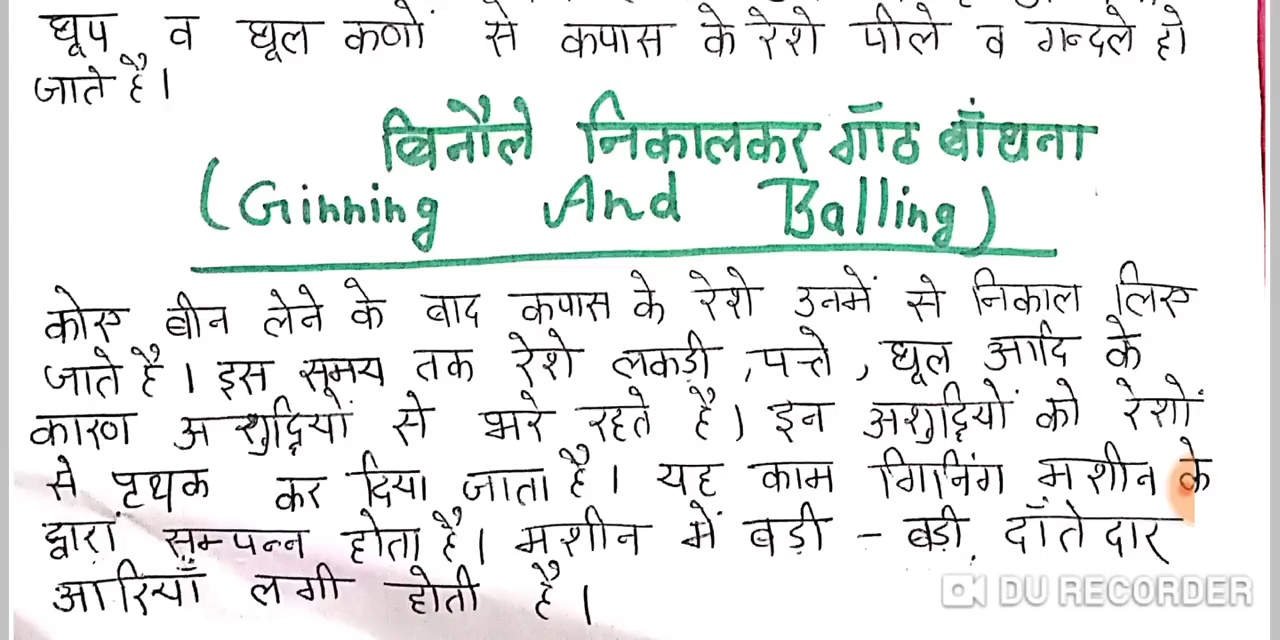 धूप व धूल कणों से कपास के रेशे पीले व गन्दले हो
जाते है।
बिनौले निकालकर गाँठ बाँधना
(Ginning And Balling)
कोए बीन लेने के बाद कपास के रेशे उनमें से निकाल लिए
जाते है। इस समय तक रेशे लकड़ी, पत्ते, धूल आदि के
कारण अशुद्धियों से भरे रहते है। इन अशुद्धियों को रेशों
से पृथक कर दिया जाता है। यह काम गिनिंग मशीन के
द्वारा सम्पन्न होता है। मशीन में बड़ी - बड़ी दाँतेदार
आरियाँ लगी होती है।
DU RECORDER